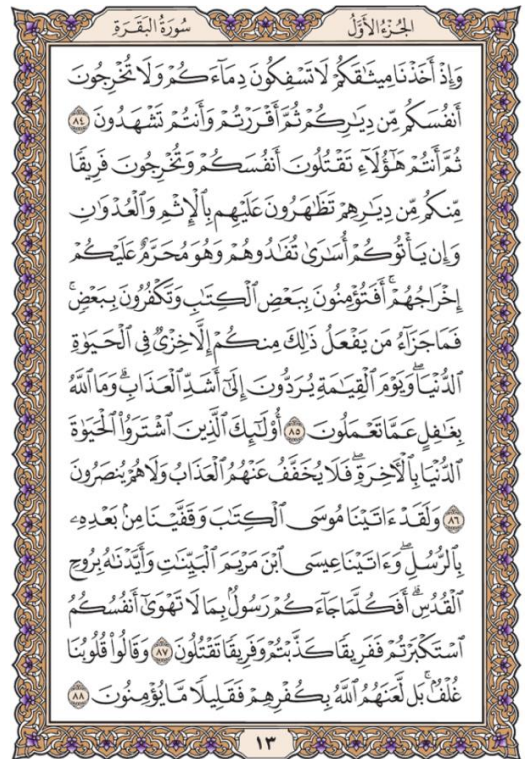 الجُزْءُ الأَوَّلُ
سُورَةُ البَقَرَةِ
وَإِذْ أَخَذْنَا مِيثَٰقَكُمْ لَا تَسْفِكُونَ دِمَآءَكُمْ وَلَا تُخْرِجُونَ
أَنفُسَكُم مِّن دِيَٰرِكُمْ ثُمَّ أَقْرَرْتُمْ وَأَنتُمْ تَشْهَدُونَ ٨٤
ثُمَّ أَنتُمْ هَٰٓؤُلَآءِ تَقْتُلُونَ أَنفُسَكُمْ وَتُخْرِجُونَ فَرِيقًا
مِّنكُم مِّن دِيَٰرِهِمْ تَظَٰهَرُونَ عَلَيْهِم بِٱلْإِثْمِ وَٱلْعُدْوَٰنِ
وَإِن يَأْتُوكُمْ أُسَٰرَىٰ تُفَٰدُوهُمْ وَهُوَ مُحَرَّمٌ عَلَيْكُمْ
إِخْرَاجُهُمْ ۚ أَفَتُؤْمِنُونَ بِبَعْضِ ٱلْكِتَٰبِ وَتَكْفُرُونَ بِبَعْضٍ ۚ
فَمَا جَزَآءُ مَن يَفْعَلُ ذَٰلِكَ مِنكُمْ إِلَّا خِزْىٌ فِى ٱلْحَيَوٰةِ
ٱلدُّنْيَا ۖ وَيَوْمَ ٱلْقِيَٰمَةِ يُرَدُّونَ إِلَىٰٓ أَشَدِّ ٱلْعَذَابِ ۗ وَمَا ٱللَّهُ
بِغَٰفِلٍ عَمَّا تَعْمَلُونَ ٨٥ أُو۟لَٰٓئِكَ ٱلَّذِينَ ٱشْتَرَوُا۟ ٱلْحَيَوٰةَ
ٱلدُّنْيَا بِٱلْءَاخِرَةِ ۖ فَلَا يُخَفَّفُ عَنْهُمُ ٱلْعَذَابُ وَلَا هُمْ يُنصَرُونَ
٨٦ وَلَقَدْ ءَاتَيْنَا مُوسَى ٱلْكِتَٰبَ وَقَفَّيْنَا مِنۢ بَعْدِهِۦ
بِٱلرُّسُلِ ۖ وَءَاتَيْنَا عِيسَى ٱبْنَ مَرْيَمَ ٱلْبَيِّنَٰتِ وَأَيَّدْنَٰهُ بِرُوحِ
ٱلْقُدُسِ ۗ أَفَكُلَّمَا جَآءَكُمْ رَسُولٌۢ بِمَا لَا تَهْوَىٰٓ أَنفُسُكُمُ
ٱسْتَكْبَرْتُمْ فَفَرِيقًا كَذَّبْتُمْ وَفَرِيقًا تَقْتُلُونَ ٨٧ وَقَالُوا۟ قُلُوبُنَا
غُلْفٌۢ ۚ بَل لَّعَنَهُمُ ٱللَّهُ بِكُفْرِهِمْ فَقَلِيلًا مَّا يُؤْمِنُونَ ٨٨
١٣